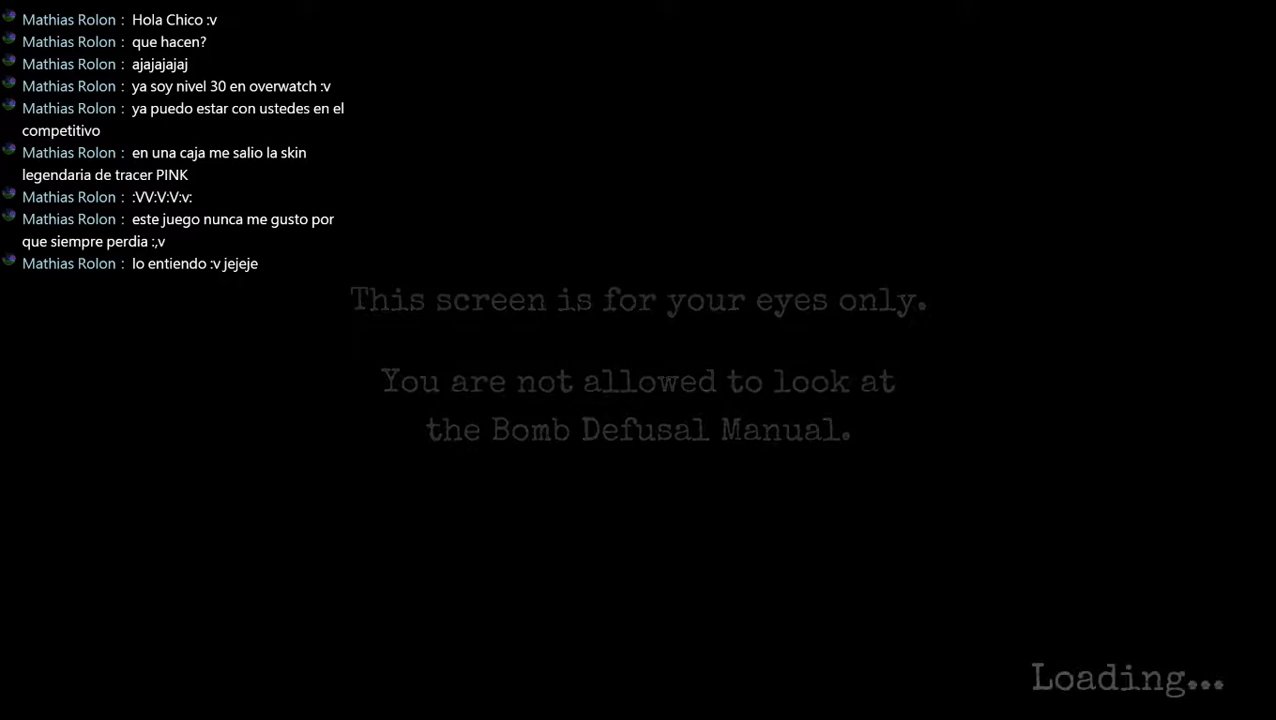 Mathias Rolon : Hola Chico :v
Mathias Rolon : que hacen?
Mathias Rolon : ajajajajaj
Mathias Rolon : ya soy nivel 30 en overwatch :v
Mathias Rolon : ya puedo estar con ustedes en el
competitivo
Mathias Rolon : en una caja me salio la skin
legendaria de tracer PINK
Mathias Rolon : :VV:V:V:v:
Mathias Rolon : este juego nunca me gusto por
que siempre perdia :,v
Mathias Rolon : lo entiendo :v jejeje
This screen is for your eyes only.
You are not allowed to look at
the Bomb Defusal Manual.
Loading...